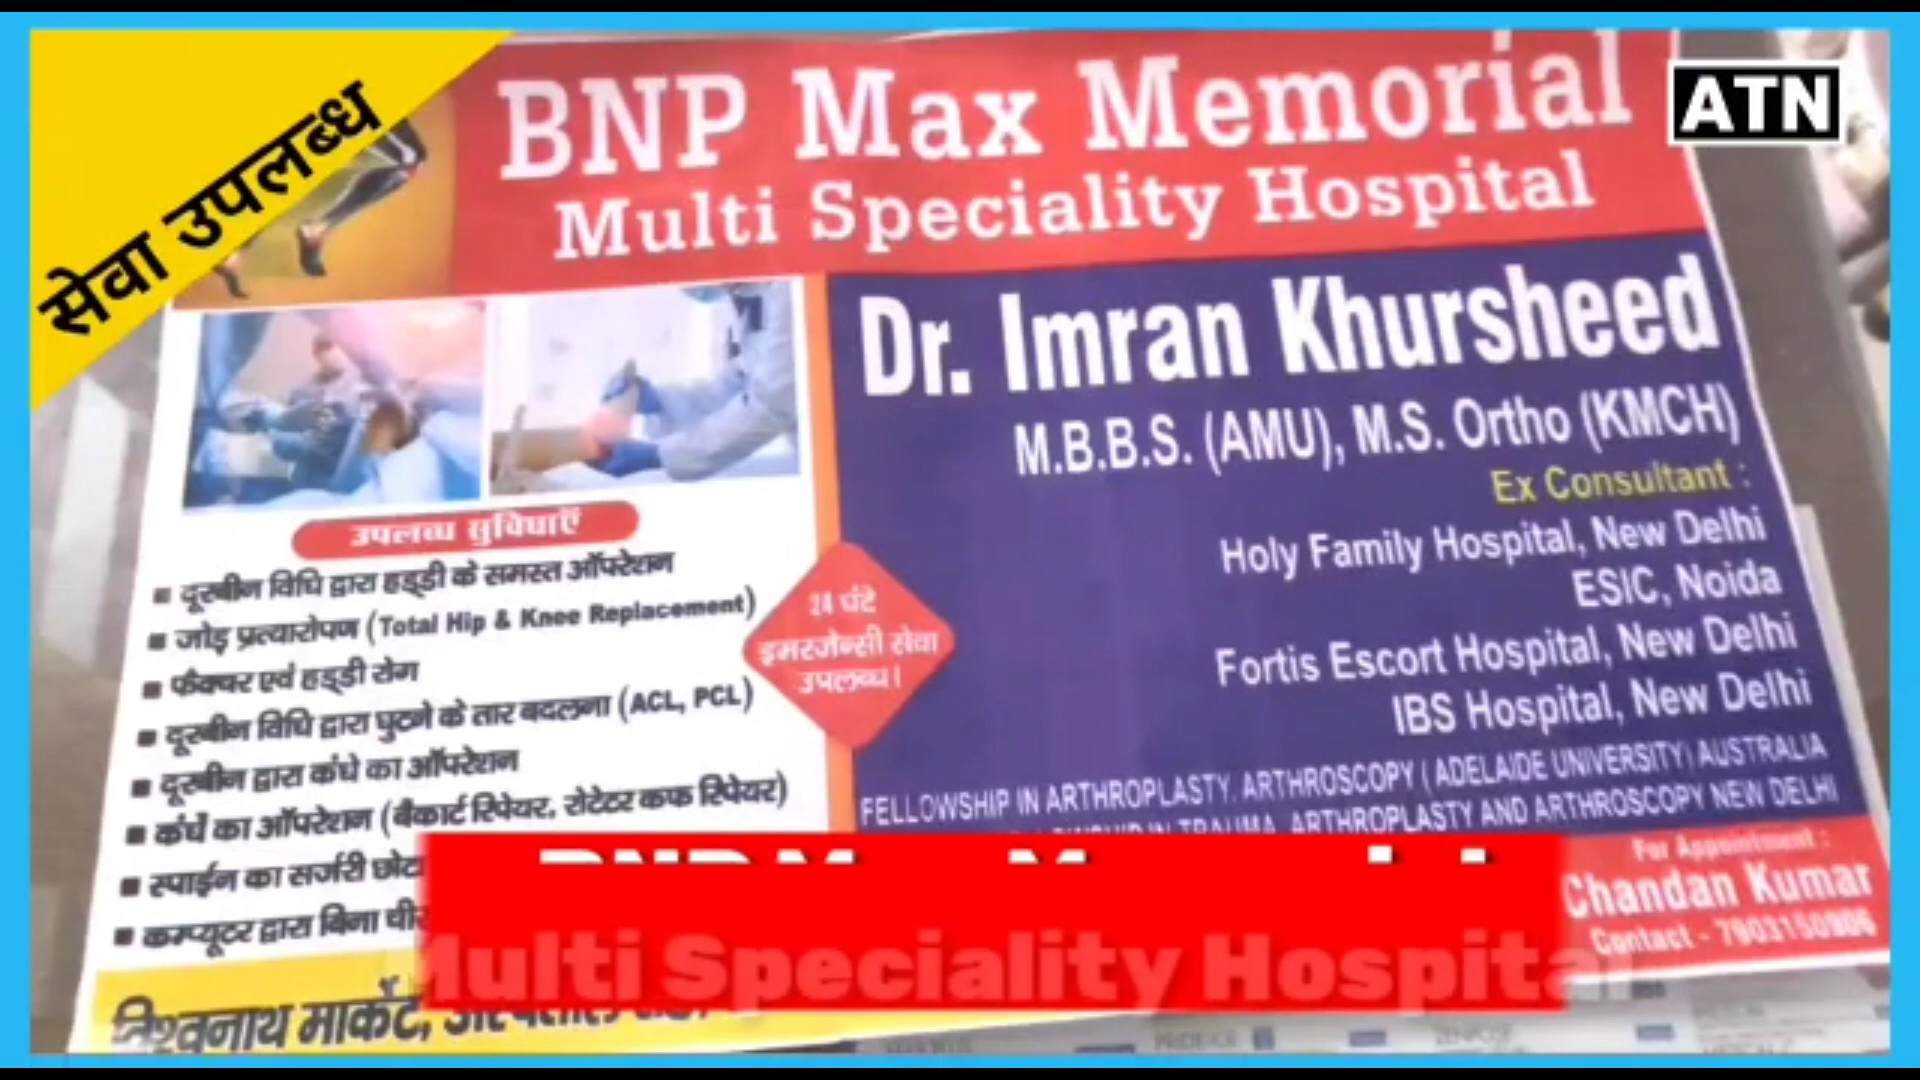 सेवा उपलब्ध
ATN
BNP Max Memorial
Multi Speciality Hospital
Dr. Imran Khursheed
M.B.B.S. (AMU), M.S. Ortho (KMCH)
Ex Consultant :
Holy Family Hospital, New Delhi
ESIC, Noida
Fortis Escort Hospital, New Delhi
IBS Hospital, New Delhi
FELLOWSHIP IN ARTHROPLASTY, ARTHROSCOPY ( ADELAIDE UNIVERSITY) AUSTRALIA
IN TRAUMA, ARTHROPLASTY AND ARTHROSCOPY NEW DELHI
उपलब्ध सुविधाएँ
■ दूरबीन विधि द्वारा हड्डी के समस्त ऑपरेशन
■ जोड़ प्रत्यारोपण (Total Hip & Knee Replacement)
■ फ्रैक्चर एवं हड्डी रोग
■ दूरबीन विधि द्वारा घुटने के तार बदलना (ACL, PCL)
■ दूरबीन द्वारा कंधे का ऑपरेशन
■ कंधे का ऑपरेशन (बैंकार्ट रिपेयर, रोटेटर कफ रिपेयर)
■ स्पाईन का सर्जरी छोटा
■ कम्प्यूटर द्वारा बिना
24 घंटे
इमरजेन्सी सेवा
उपलब्ध।
For Appointment :
Chandan Kumar
Contact - 7903150906
विश्वनाथ मार्केट,
Multi Speciality Hospital